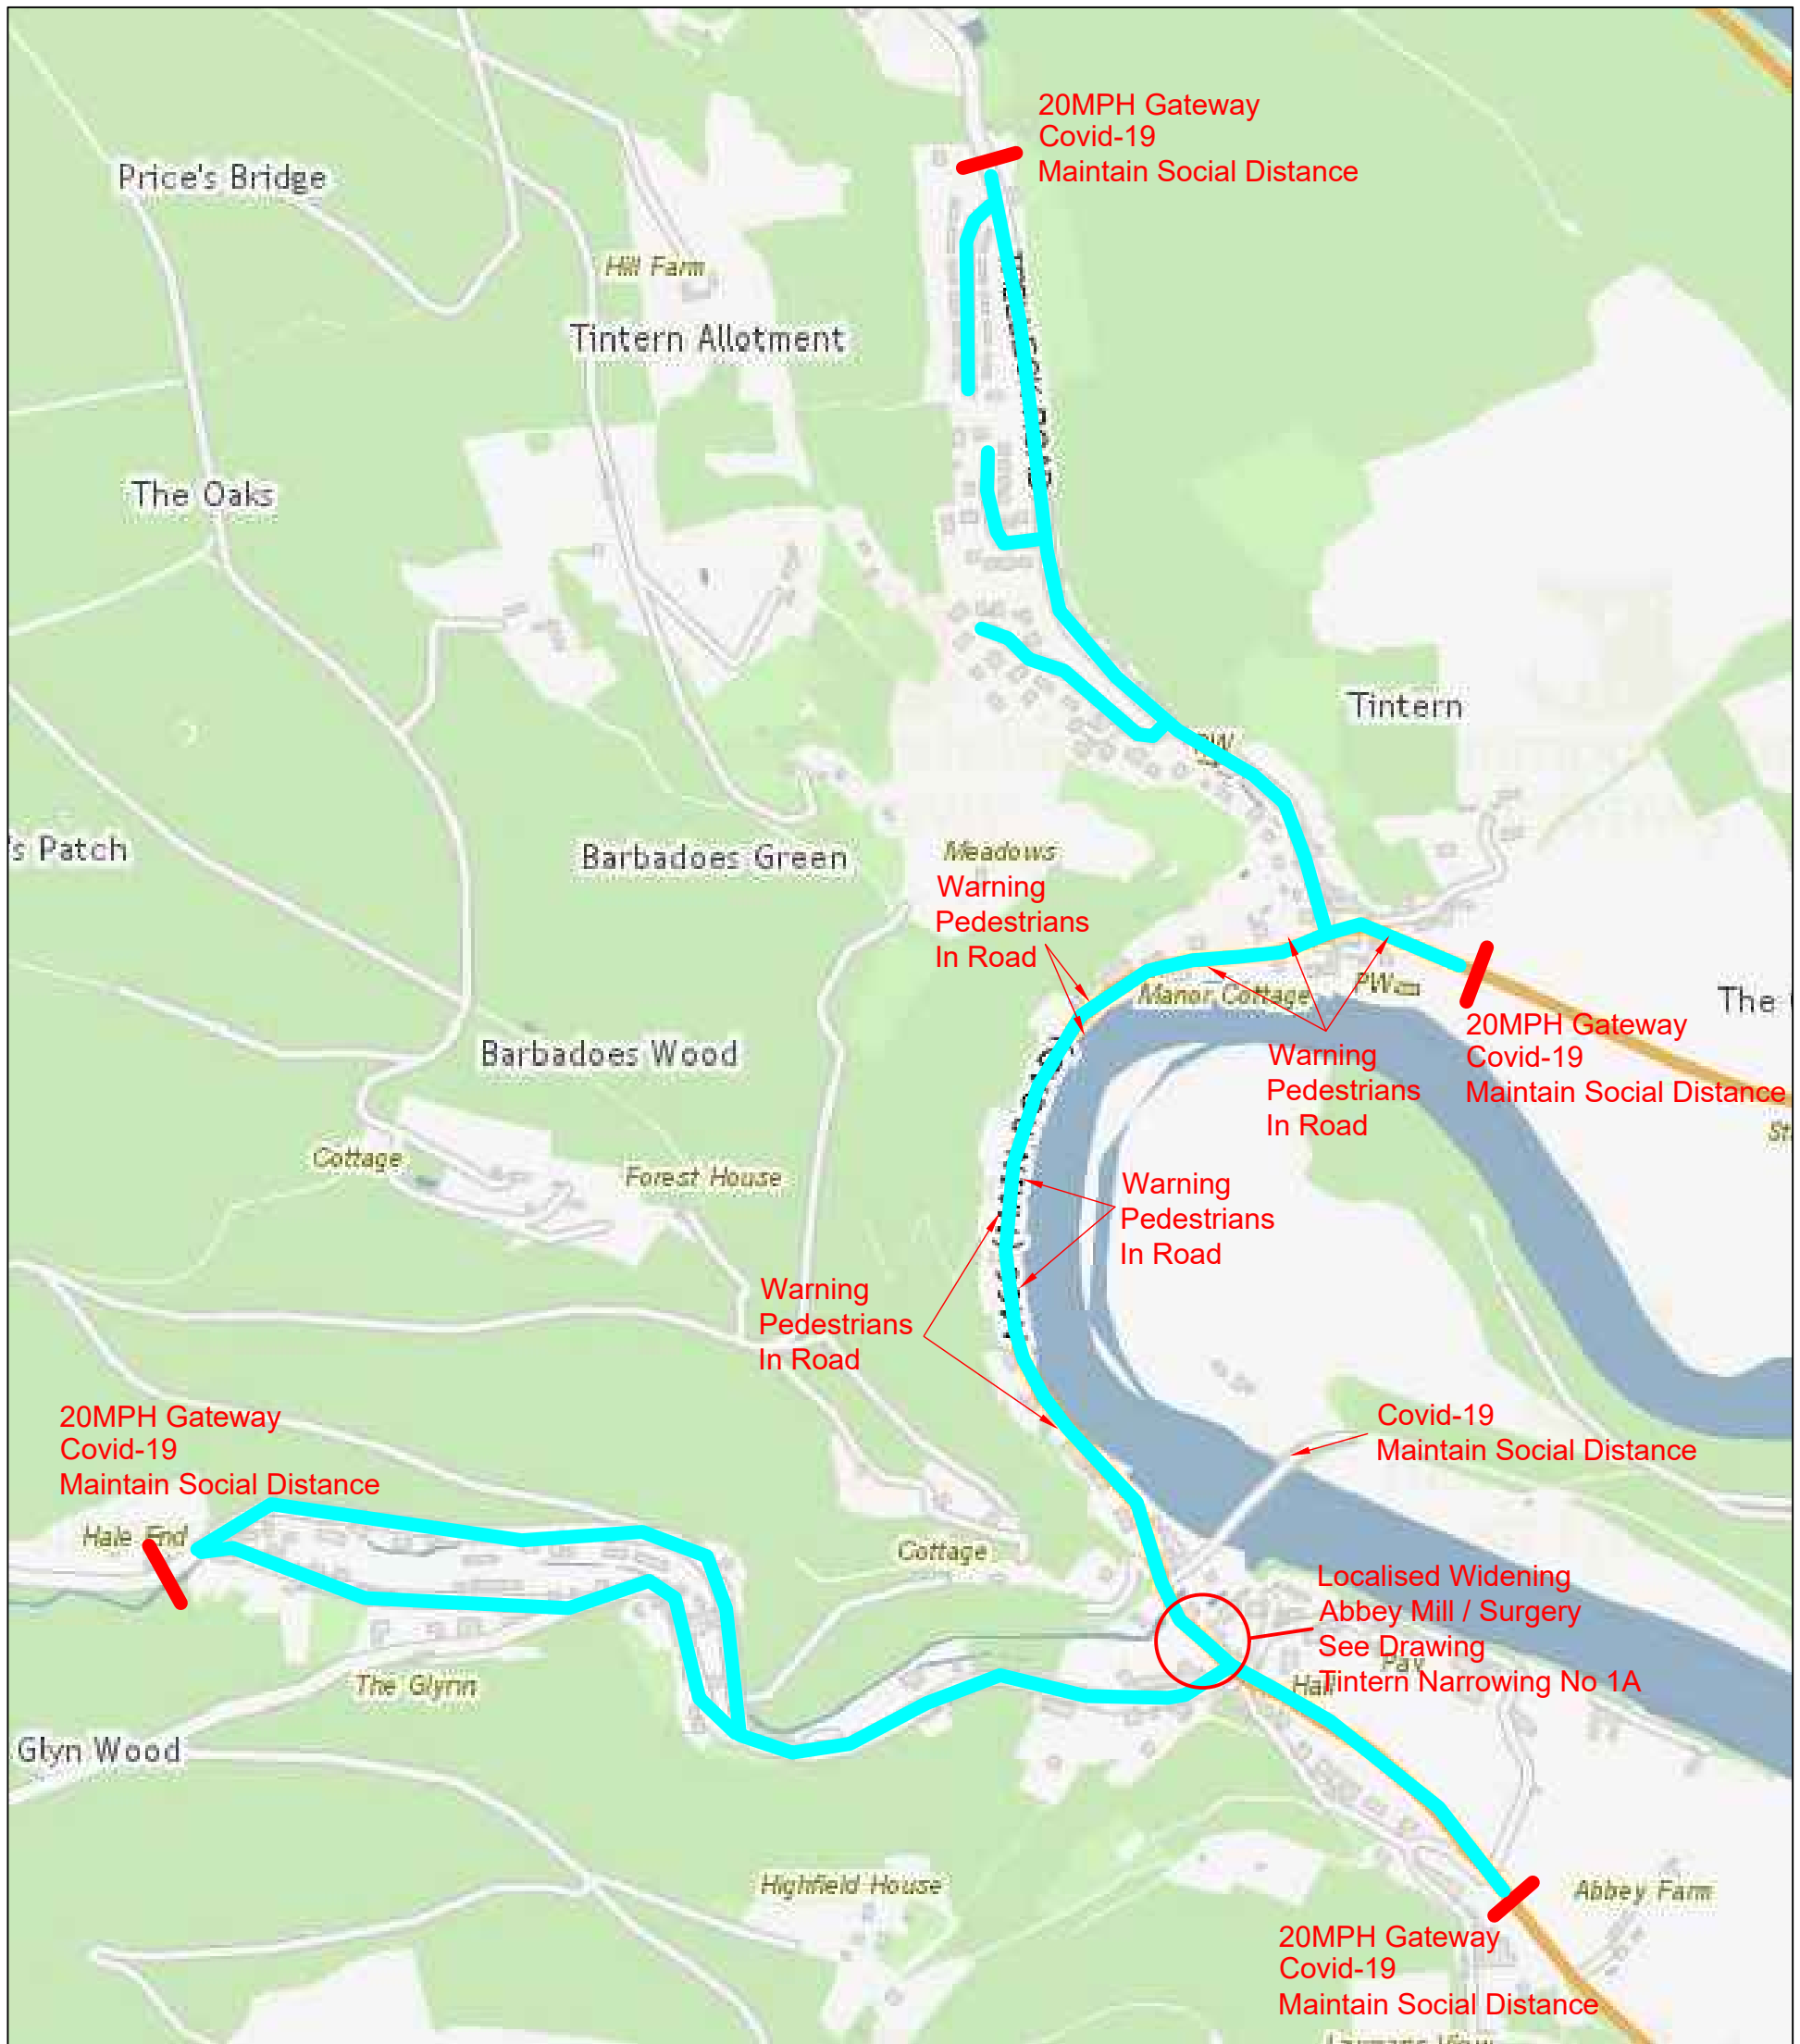 20MPH Gateway
Covid-19
Maintain Social Distance
Price's Bridge
Hill Farm
Tintern Allotment
The Oaks
Tintern
PW
's Patch
Barbadoes Green
Meadows
Warning
Pedestrians
In Road
Manor Cottage
PW
The
20MPH Gateway
Covid-19
Maintain Social Distance
Warning
Pedestrians
In Road
Barbadoes Wood
Cottage
Forest House
Warning
Pedestrians
In Road
Warning
Pedestrians
In Road
Covid-19
Maintain Social Distance
20MPH Gateway
Covid-19
Maintain Social Distance
Hale End
Cottage
Localised Widening
Abbey Mill / Surgery
See Drawing
Tintern Narrowing No 1A
Pav
Hall
The Glynn
Glyn Wood
Highfield House
Abbey Farm
20MPH Gateway
Covid-19
Maintain Social Distance